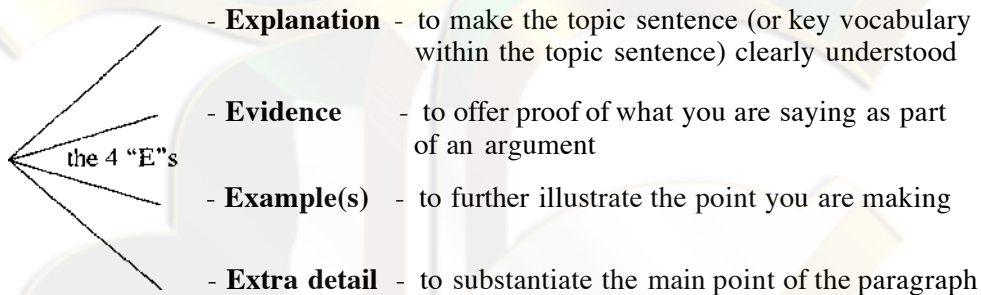 - Explanation - to make the topic sentence (or key vocabulary
within the topic sentence) clearly understood
- Evidence - to offer proof of what you are saying as part
of an argument
the 4 “E”s
- Example(s) - to further illustrate the point you are making
- Extra detail - to substantiate the main point of the paragraph